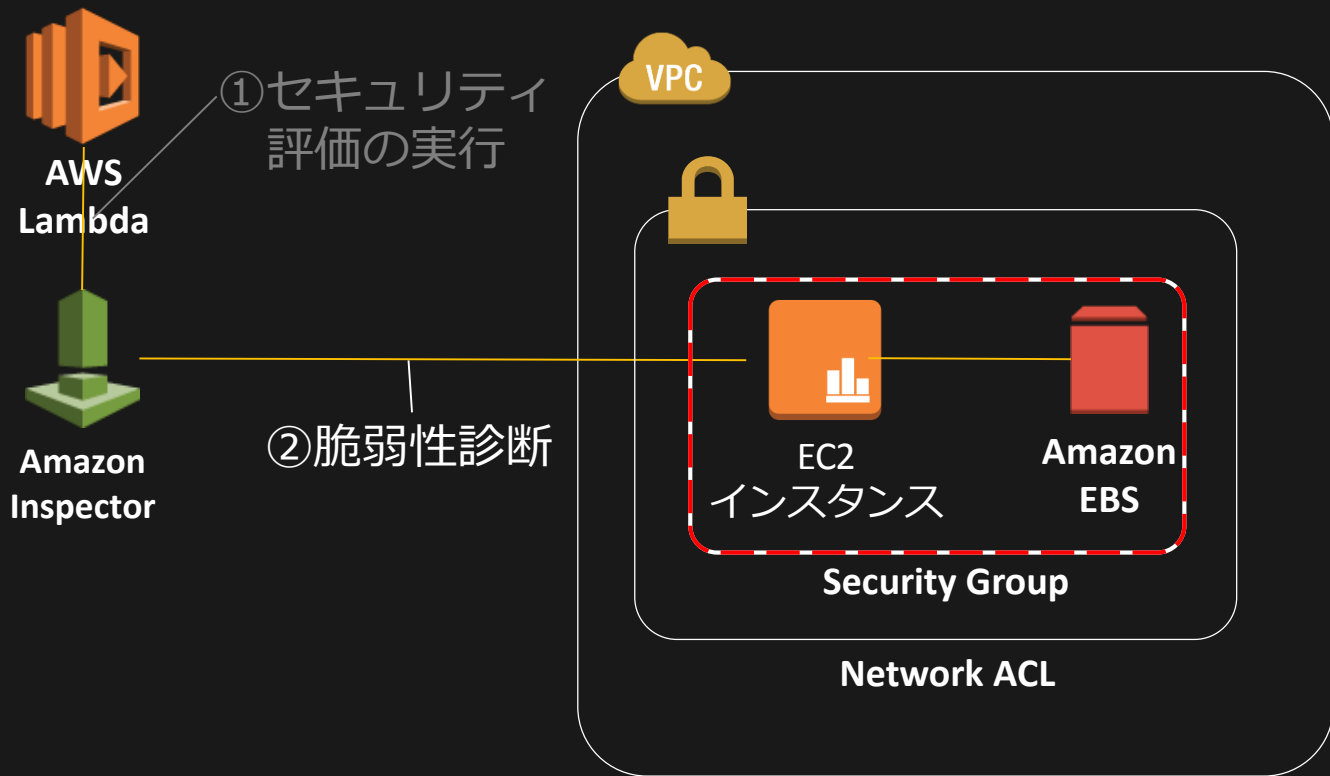 VPC
①セキュリティ
評価の実行
AWS
Lambda
②脆弱性診断
Amazon
Inspector
EC2
インスタンス
Amazon
EBS
Security Group
Network ACL